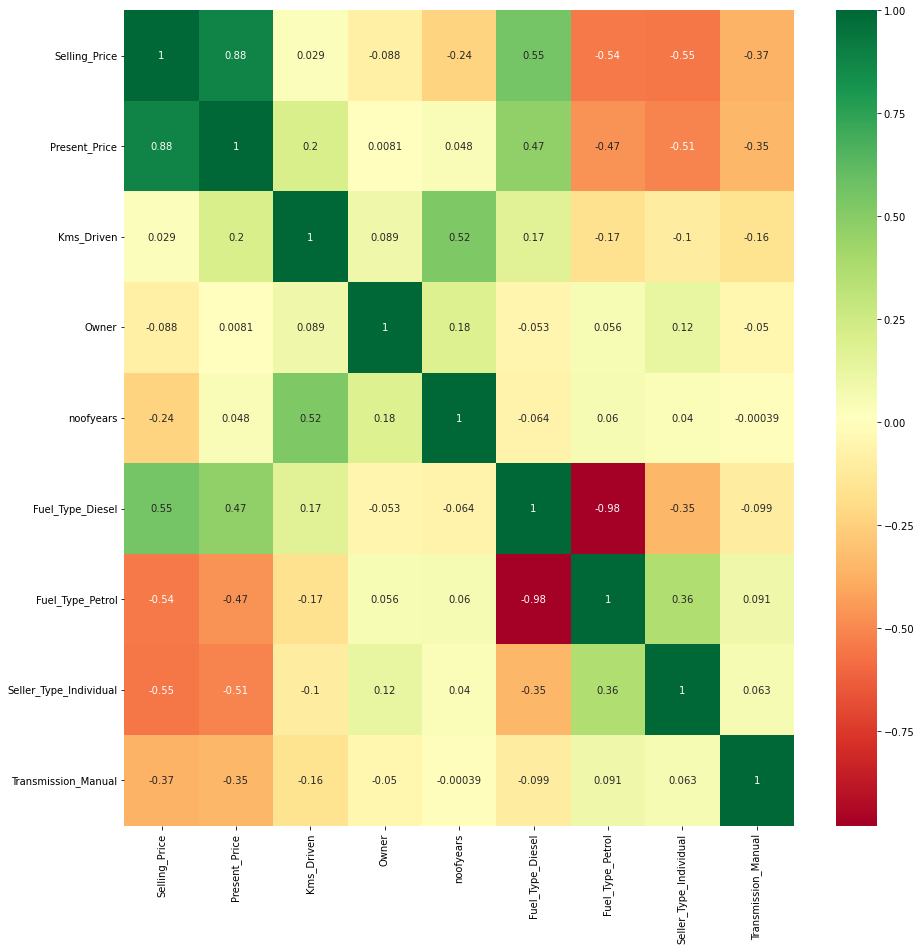 1.00
Selling_Price 1 0.88 0.029 -0.088 -0.24 0.55 -0.54 -0.55 -0.37
0.75
Present_Price 0.88 1 0.2 0.0081 0.048 0.47 -0.47 -0.51 -0.35
0.50
Kms_Driven 0.029 0.2 1 0.089 0.52 0.17 -0.17 -0.1 -0.16
0.25
Owner -0.088 0.0081 0.089 1 0.18 -0.053 0.056 0.12 -0.05
noofyears -0.24 0.048 0.52 0.18 1 -0.064 0.06 0.04 -0.00039
0.00
Fuel_Type_Diesel 0.55 0.47 0.17 -0.053 -0.064 1 -0.98 -0.35 -0.099
−0.25
Fuel_Type_Petrol -0.54 -0.47 -0.17 0.056 0.06 -0.98 1 0.36 0.091
−0.50
Seller_Type_Individual -0.55 -0.51 -0.1 0.12 0.04 -0.35 0.36 1 0.063
−0.75
Transmission_Manual -0.37 -0.35 -0.16 -0.05 -0.00039 -0.099 0.091 0.063 1
Selling_Price
Present_Price
Kms_Driven
Owner
noofyears
Fuel_Type_Diesel
Fuel_Type_Petrol
Seller_Type_Individual
Transmission_Manual